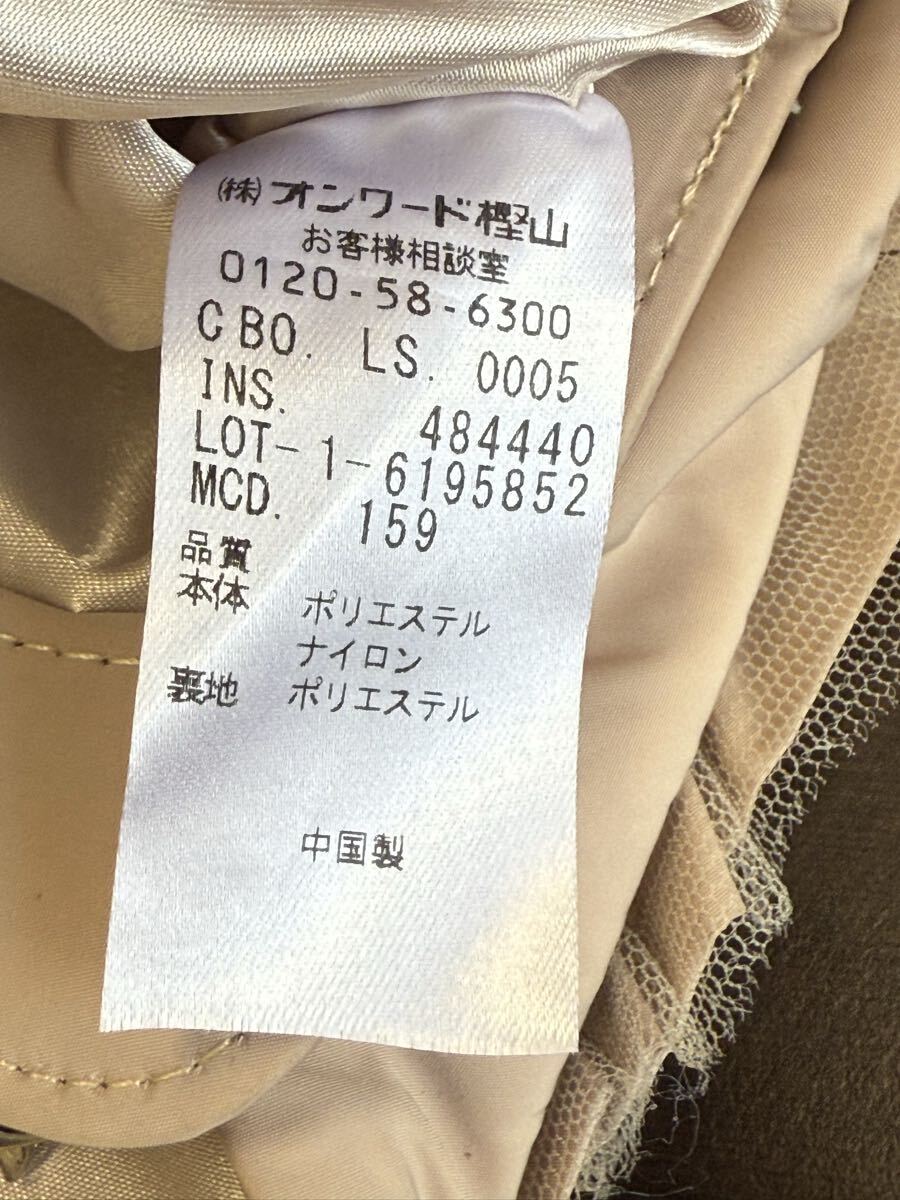 (株)オンワード樫山
お客様相談室
0120-58-6300
CBO. LS. 0005
INS. 484440
LOT-1-6195852
MCD. 159
品質
本体 ポリエステル
ナイロン
裏地 ポリエステル
中国製